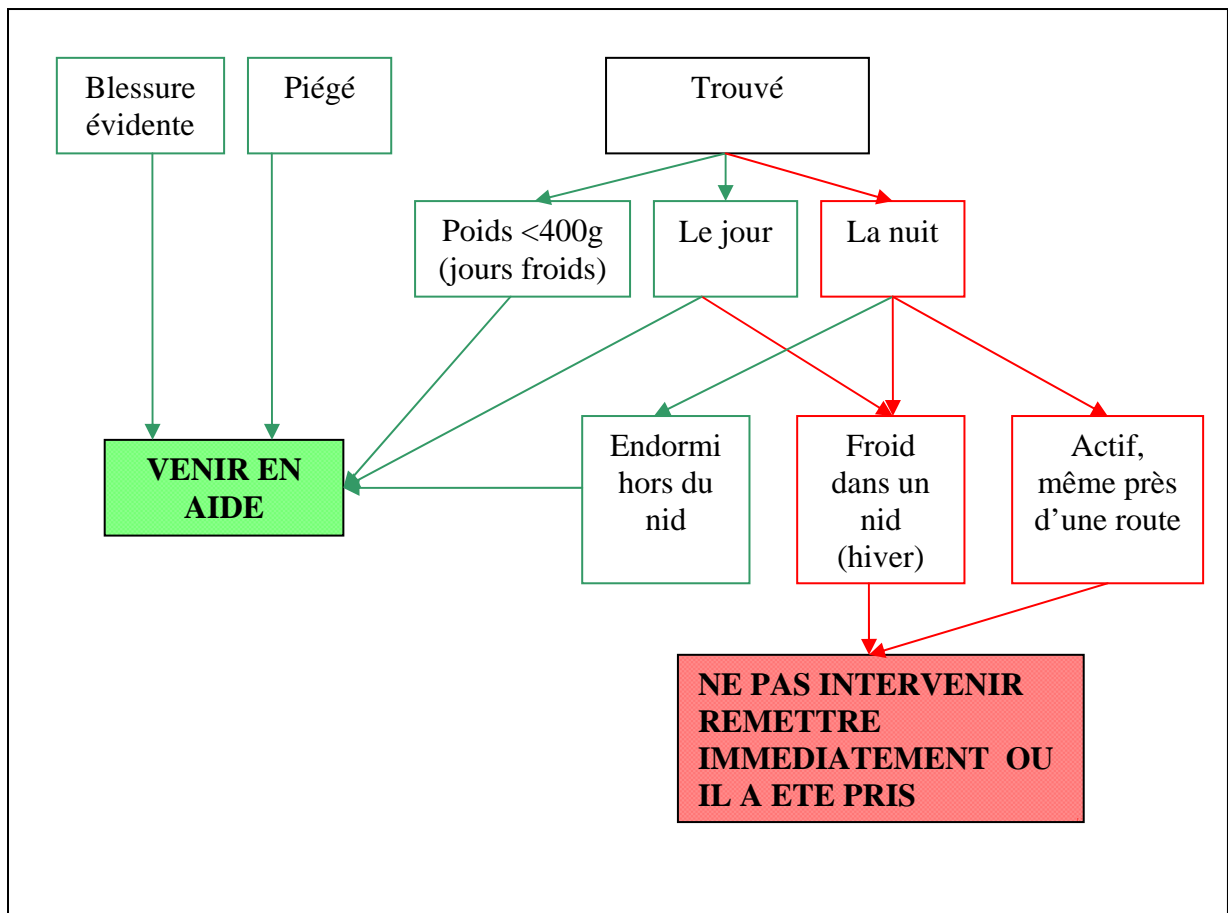 Blessure
évidente
Piégé
Trouvé
Poids <400g
(jours froids)
Le jour
La nuit
VENIR EN
AIDE
Endormi
hors du
nid
Froid
dans un
nid
(hiver)
Actif,
même près
d’une route
NE PAS INTERVENIR
REMETTRE
IMMEDIATEMENT OU
IL A ETE PRIS